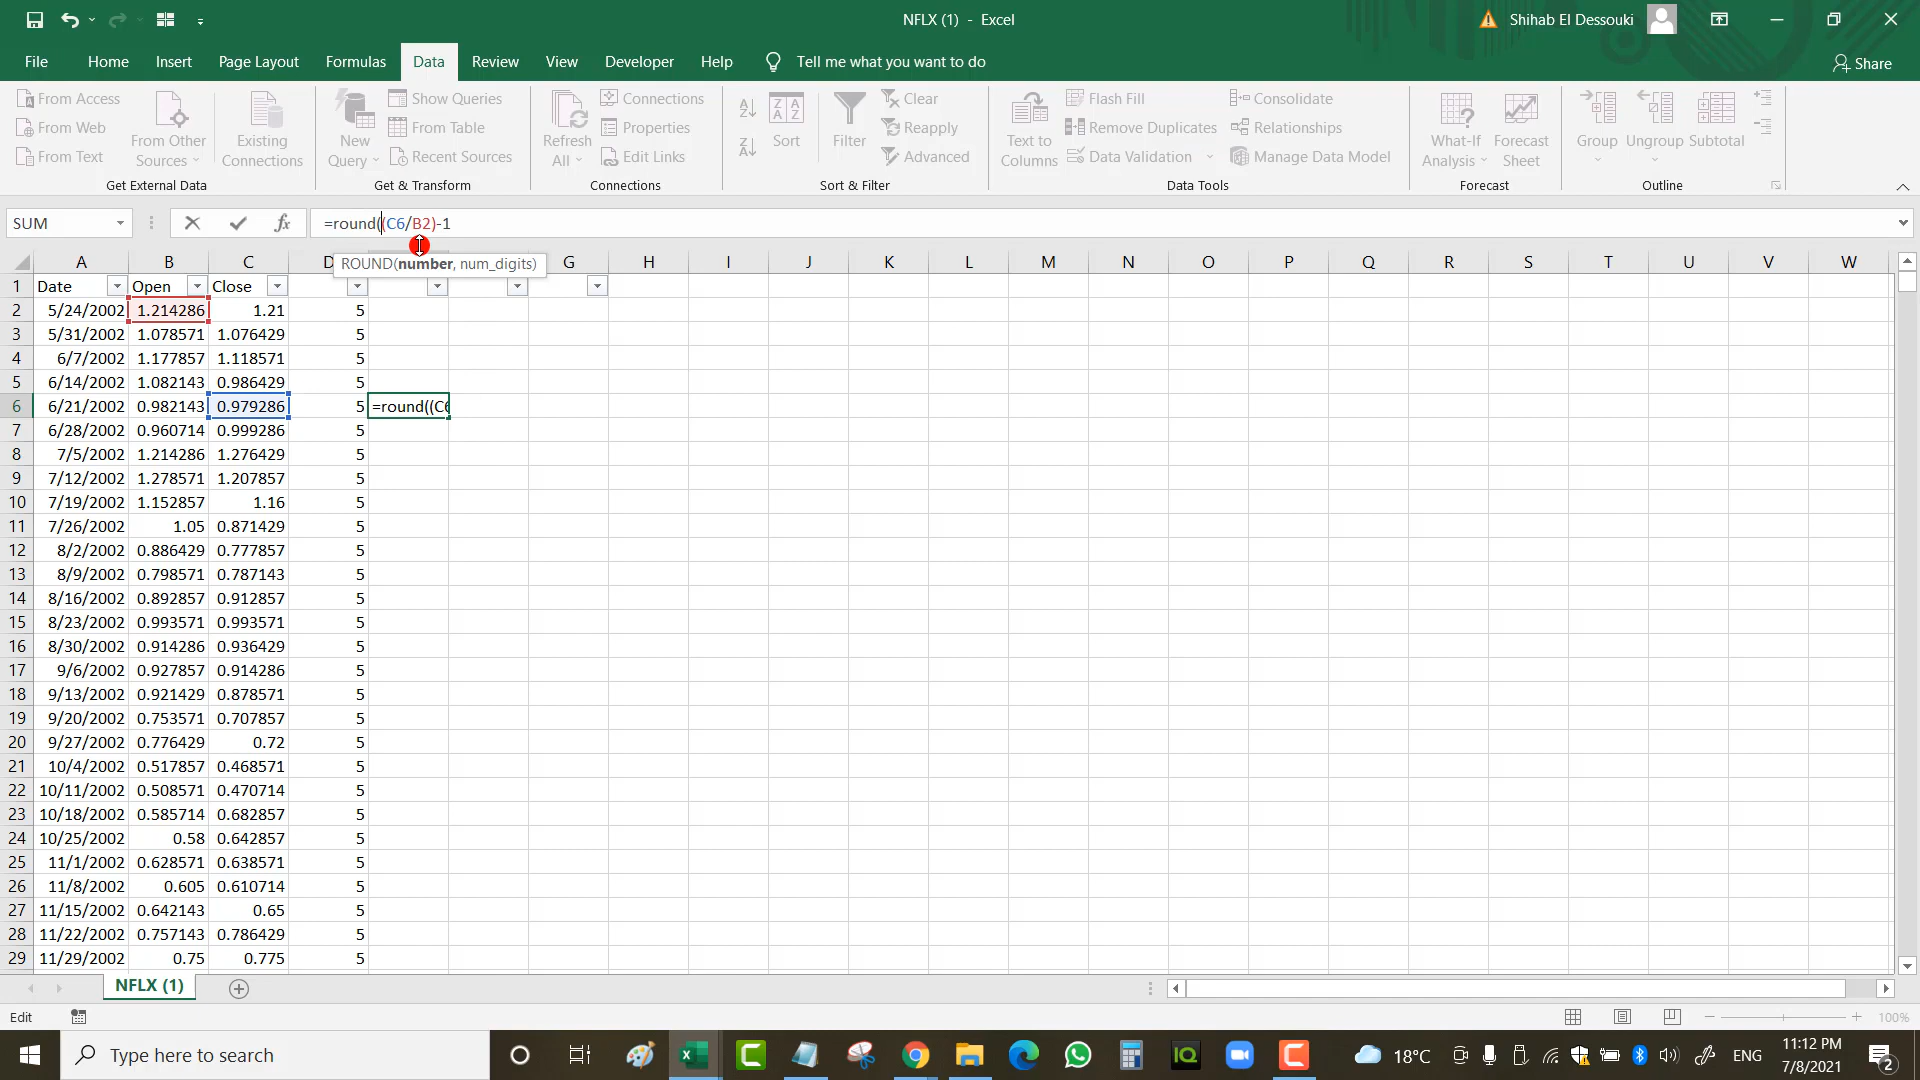 NFLX (1) - Excel
Shihab El Dessouki
File Home Insert Page Layout Formulas Data Review View Developer Help Tell me what you want to do Share
From Access
From Web
From Text
From Other Sources
Existing Connections
Get External Data
New Query
Show Queries
From Table
Recent Sources
Get & Transform
Refresh All
Connections
Properties
Edit Links
Connections
A Z
Z A
Sort
Filter
Clear
Reapply
Advanced
Sort & Filter
Text to Columns
Flash Fill
Remove Duplicates
Data Validation
Consolidate
Relationships
Manage Data Model
Data Tools
What-If Analysis
Forecast Sheet
Forecast
Group
Ungroup
Subtotal
Outline
SUM fx =round((C6/B2)-1
ROUND(number, num_digits)
A B C D G H I J K L M N O P Q R S T U V W
1 Date Open Close
2 5/24/2002 1.214286 1.21 5
3 5/31/2002 1.078571 1.076429 5
4 6/7/2002 1.177857 1.118571 5
5 6/14/2002 1.082143 0.986429 5
6 6/21/2002 0.982143 0.979286 5 =round((C6
7 6/28/2002 0.960714 0.999286 5
8 7/5/2002 1.214286 1.276429 5
9 7/12/2002 1.278571 1.207857 5
10 7/19/2002 1.152857 1.16 5
11 7/26/2002 1.05 0.871429 5
12 8/2/2002 0.886429 0.777857 5
13 8/9/2002 0.798571 0.787143 5
14 8/16/2002 0.892857 0.912857 5
15 8/23/2002 0.993571 0.993571 5
16 8/30/2002 0.914286 0.936429 5
17 9/6/2002 0.927857 0.914286 5
18 9/13/2002 0.921429 0.878571 5
19 9/20/2002 0.753571 0.707857 5
20 9/27/2002 0.776429 0.72 5
21 10/4/2002 0.517857 0.468571 5
22 10/11/2002 0.508571 0.470714 5
23 10/18/2002 0.585714 0.682857 5
24 10/25/2002 0.58 0.642857 5
25 11/1/2002 0.628571 0.638571 5
26 11/8/2002 0.605 0.610714 5
27 11/15/2002 0.642143 0.65 5
28 11/22/2002 0.757143 0.786429 5
29 11/29/2002 0.75 0.775 5
NFLX (1)
Edit 100%
Type here to search
IQ
18°C ENG
11:12 PM
7/8/2021
2